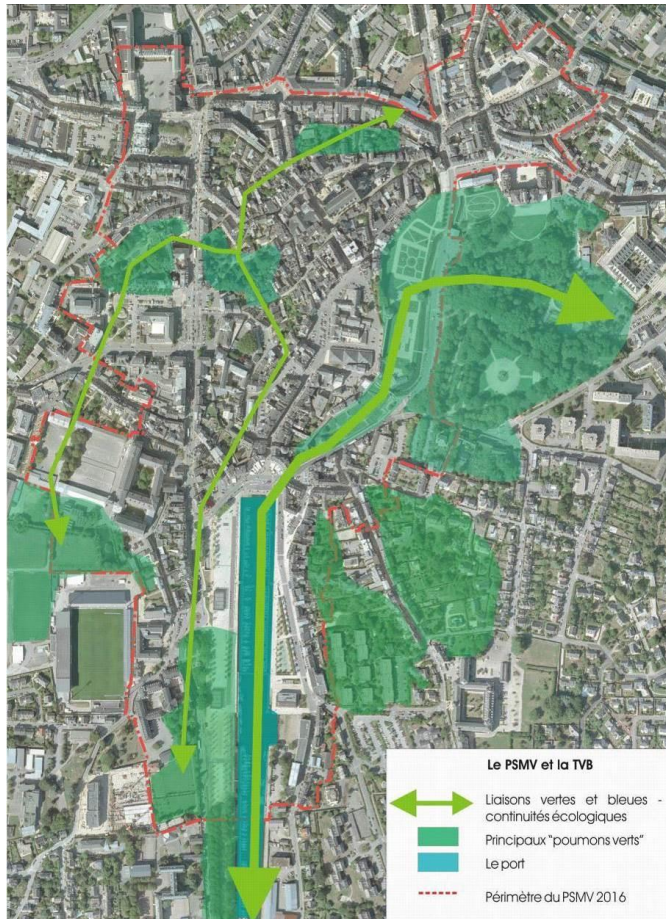 Le PSMV et la TVB
Liaisons vertes et bleues -
continuités écologiques
Principaux "poumons verts"
Le port
Périmètre du PSMV 2016